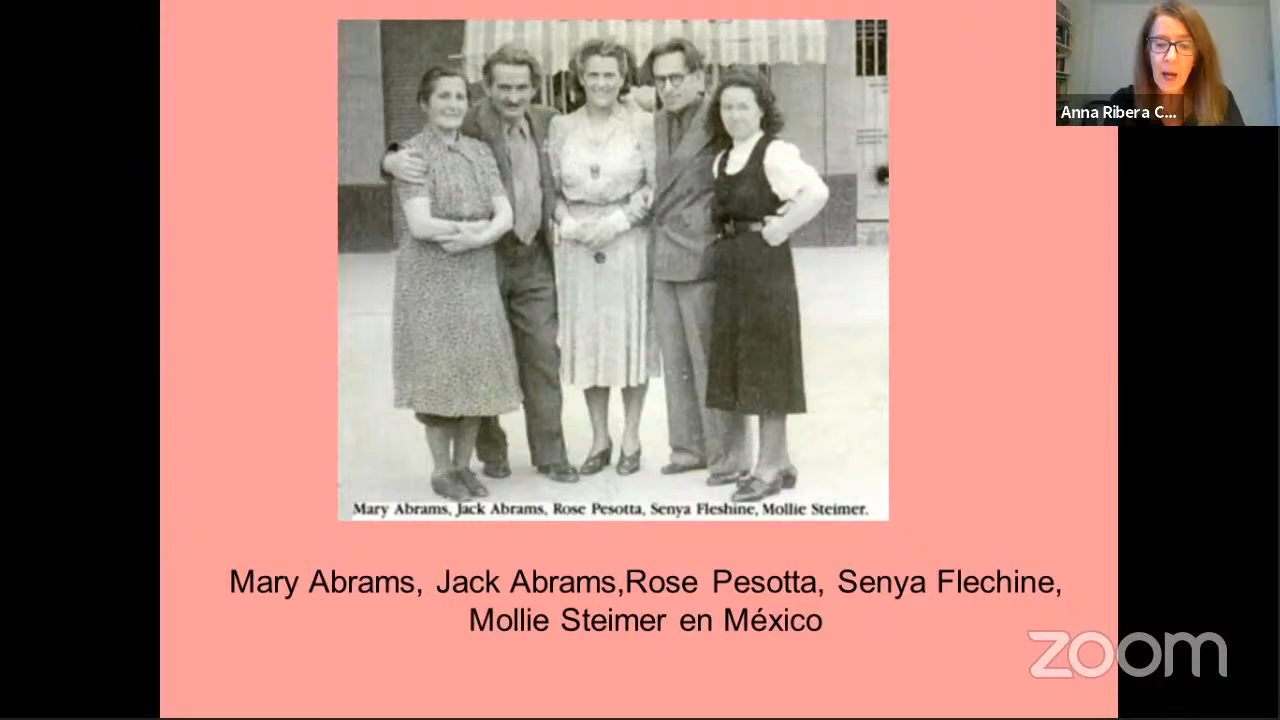 Anna Ribera C...
Mary Abrams, Jack Abrams, Rose Pesotta, Senya Fleshine, Mollie Steimer.
Mary Abrams, Jack Abrams,Rose Pesotta, Senya Flechine,
Mollie Steimer en México
zoom